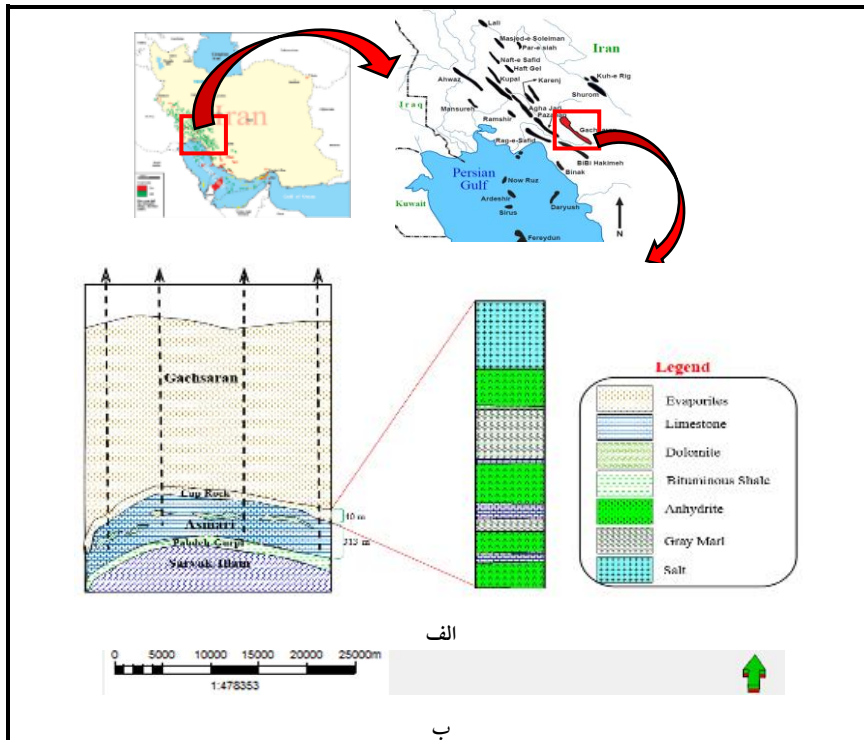 Iran
Lali
Masjed-e Soleiman
Par-e siah
Iran
Naft-e Safid
Haft Gel
Kuh-e Rig
Ahwaz
Kupal
Karenj
Shurom
Iraq
Mansureh
Agha Jari
Ramshir
Gachsaran
Rag-e-Safid
BiBi Hakimeh
Persian
Gulf
Binak
Now Ruz
Kuwait
Ardeshir
Daryush
Sirus
N
Fereydun
Gachsaran
Cap Rock
Asmari
40 m
Pabdeh Gurpi
313 m
Sarvak Ilam
Legend
Evaporites
Limestone
Dolomite
Bituminous Shale
Anhydrite
Gray Marl
Salt
الف
0 5000 10000 15000 20000 25000m
1:478353
ب